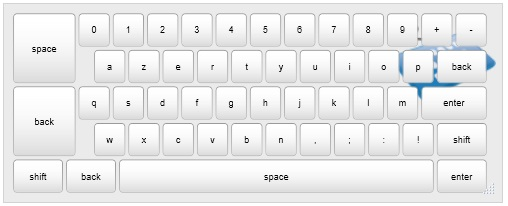 space 0 1 2 3 4 5 6 7 8 9 + -
a z e r t y u i o p back
back q s d f g h j k l m enter
w x c v b n , ; : ! shift
shift back space enter